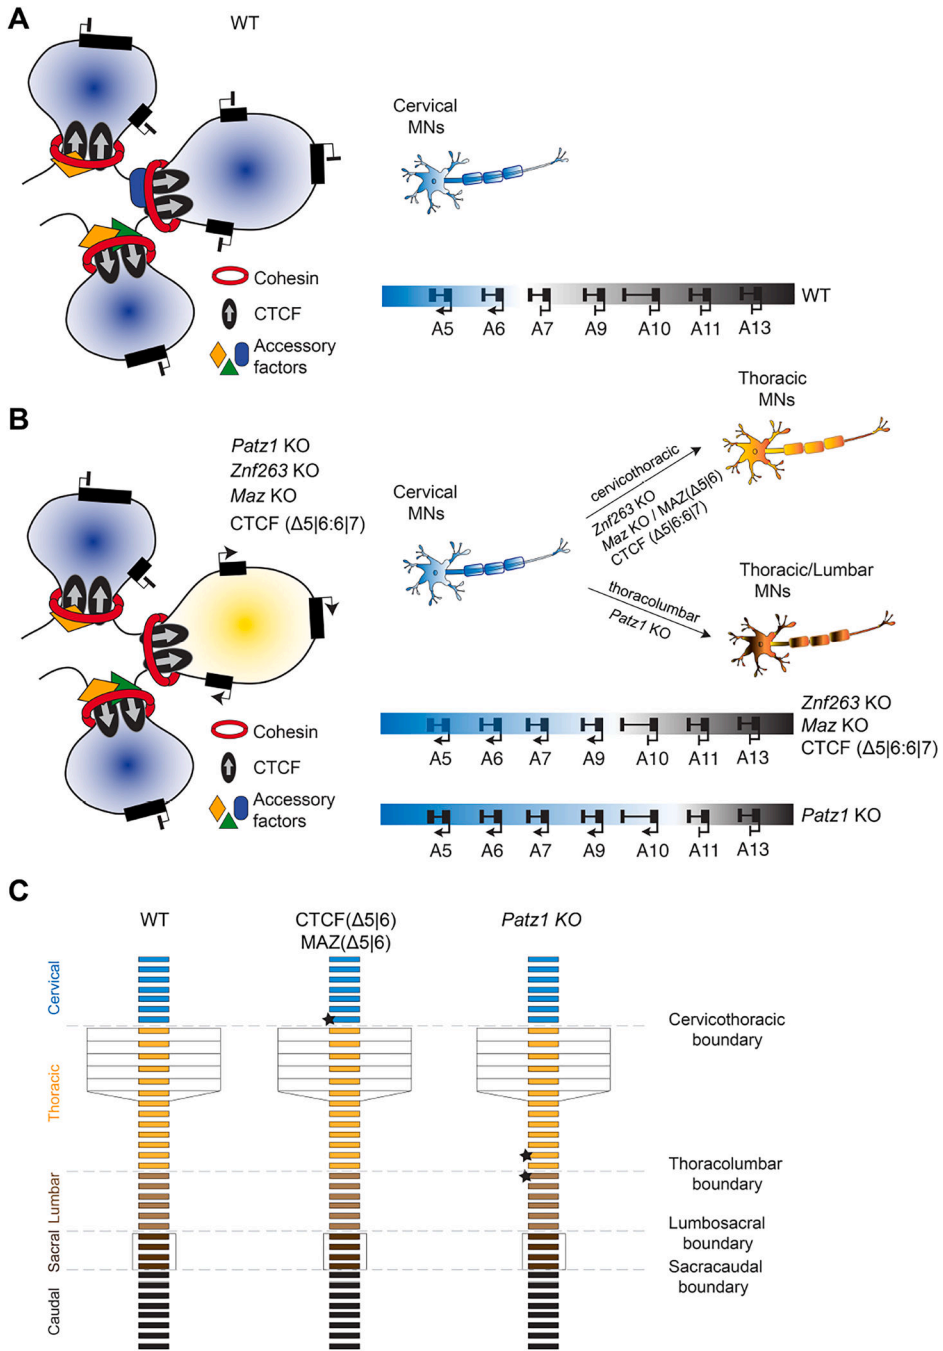 A
WT
Cervical
MNs
Cohesin
CTCF
Accessory
factors
WT
A5 A6 A7 A9 A10 A11 A13
B
Patz1 KO
Znf263 KO
Maz KO
CTCF (Δ5|6:6|7)
Cervical
MNs
Thoracic
MNs
cervicothoracic
Znf263 KO
Maz KO / MAZ(Δ5|6)
CTCF (Δ5|6:6|7)
thoracolumbar
Patz1 KO
Thoracic/Lumbar
MNs
Cohesin
CTCF
Accessory
factors
Znf263 KO
Maz KO
CTCF (Δ5|6:6|7)
A5 A6 A7 A9 A10 A11 A13
Patz1 KO
A5 A6 A7 A9 A10 A11 A13
C
WT
CTCF(Δ5|6)
MAZ(Δ5|6)
Patz1 KO
Cervical
Thoracic
Lumbar
Sacral
Caudal
Cervicothoracic
boundary
Thoracolumbar
boundary
Lumbosacral
boundary
Sacracaudal
boundary